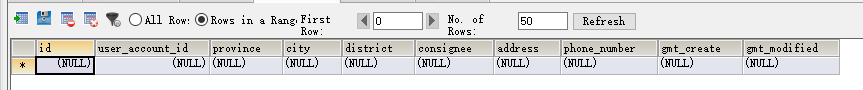 All Row: Rows in a Rang First Row: 0 No. of Rows: 50 Refresh
id user_account_id province city district consignee address phone_number gmt_create gmt_modified
* (NULL) (NULL) (NULL) (NULL) (NULL) (NULL) (NULL) (NULL) (NULL) (NULL)